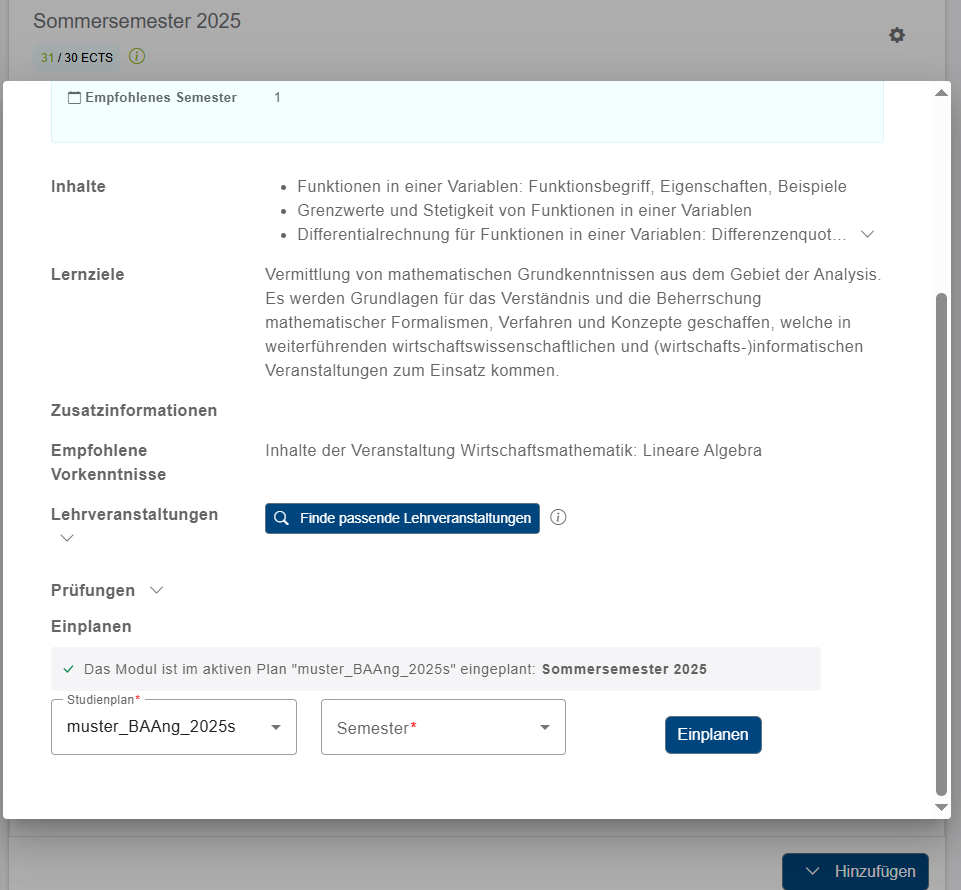 Sommersemester 2025
31 / 30 ECTS
Empfohlenes Semester 1
Inhalte
Funktionen in einer Variablen: Funktionsbegriff, Eigenschaften, Beispiele
Grenzwerte und Stetigkeit von Funktionen in einer Variablen
Differentialrechnung für Funktionen in einer Variablen: Differenzenquot...
Lernziele
Vermittlung von mathematischen Grundkenntnissen aus dem Gebiet der Analysis.
Es werden Grundlagen für das Verständnis und die Beherrschung
mathematischer Formalismen, Verfahren und Konzepte geschaffen, welche in
weiterführenden wirtschaftswissenschaftlichen und (wirtschafts-)informatischen
Veranstaltungen zum Einsatz kommen.
Zusatzinformationen
Empfohlene
Vorkenntnisse
Inhalte der Veranstaltung Wirtschaftsmathematik: Lineare Algebra
Lehrveranstaltungen
Finde passende Lehrveranstaltungen
Prüfungen
Einplanen
Das Modul ist im aktiven Plan "muster_BAAng_2025s" eingeplant: Sommersemester 2025
Studienplan*
muster_BAAng_2025s
Semester*
Einplanen
Hinzufügen